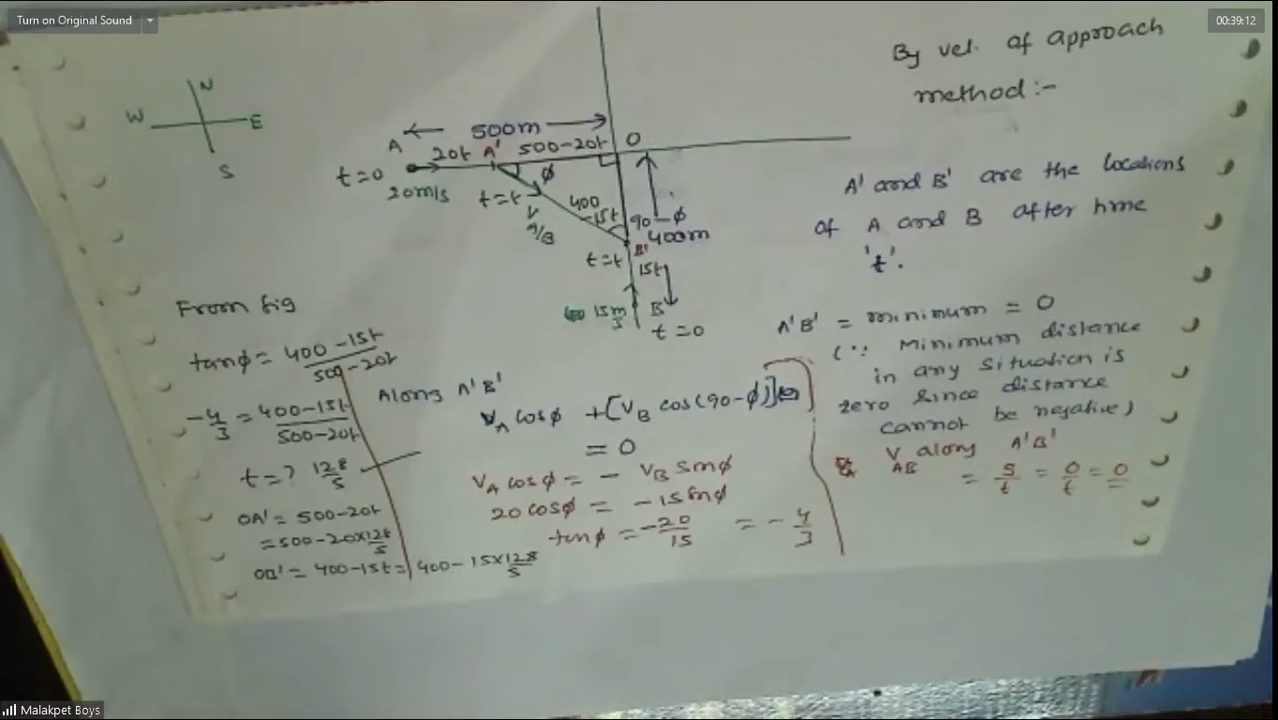 Turn on Original Sound
00:39:12
By vel. of approach
method:-
N
W
E
S
500m
A
20t
A'
500-20t
O
t=0
20m/s
t=t
φ
V
A/B
400
-15t
90-φ
400m
B'
t=t
15t
15m/s
B
t=0
A' and B' are the locations
of A and B after time
't'.
From fig
tanφ = 400-15t / 500-20t
-4/3 = 400-15t / 500-20t
t=? 128/5
OA' = 500-20t
=500-20×128/5
OB' = 400-15t = 400-15×128/5
Along A'B'
V_A cosφ + [V_B cos(90-φ)]
= 0
V_A cosφ = - V_B sinφ
20 cosφ = -15 sinφ
tanφ = -20/15 = -4/3
A'B' = minimum = 0
(∵ Minimum distance
in any situation is
zero since distance
cannot be negative)
V_AB along A'B'
= s/t = 0/t = 0
Malakpet Boys